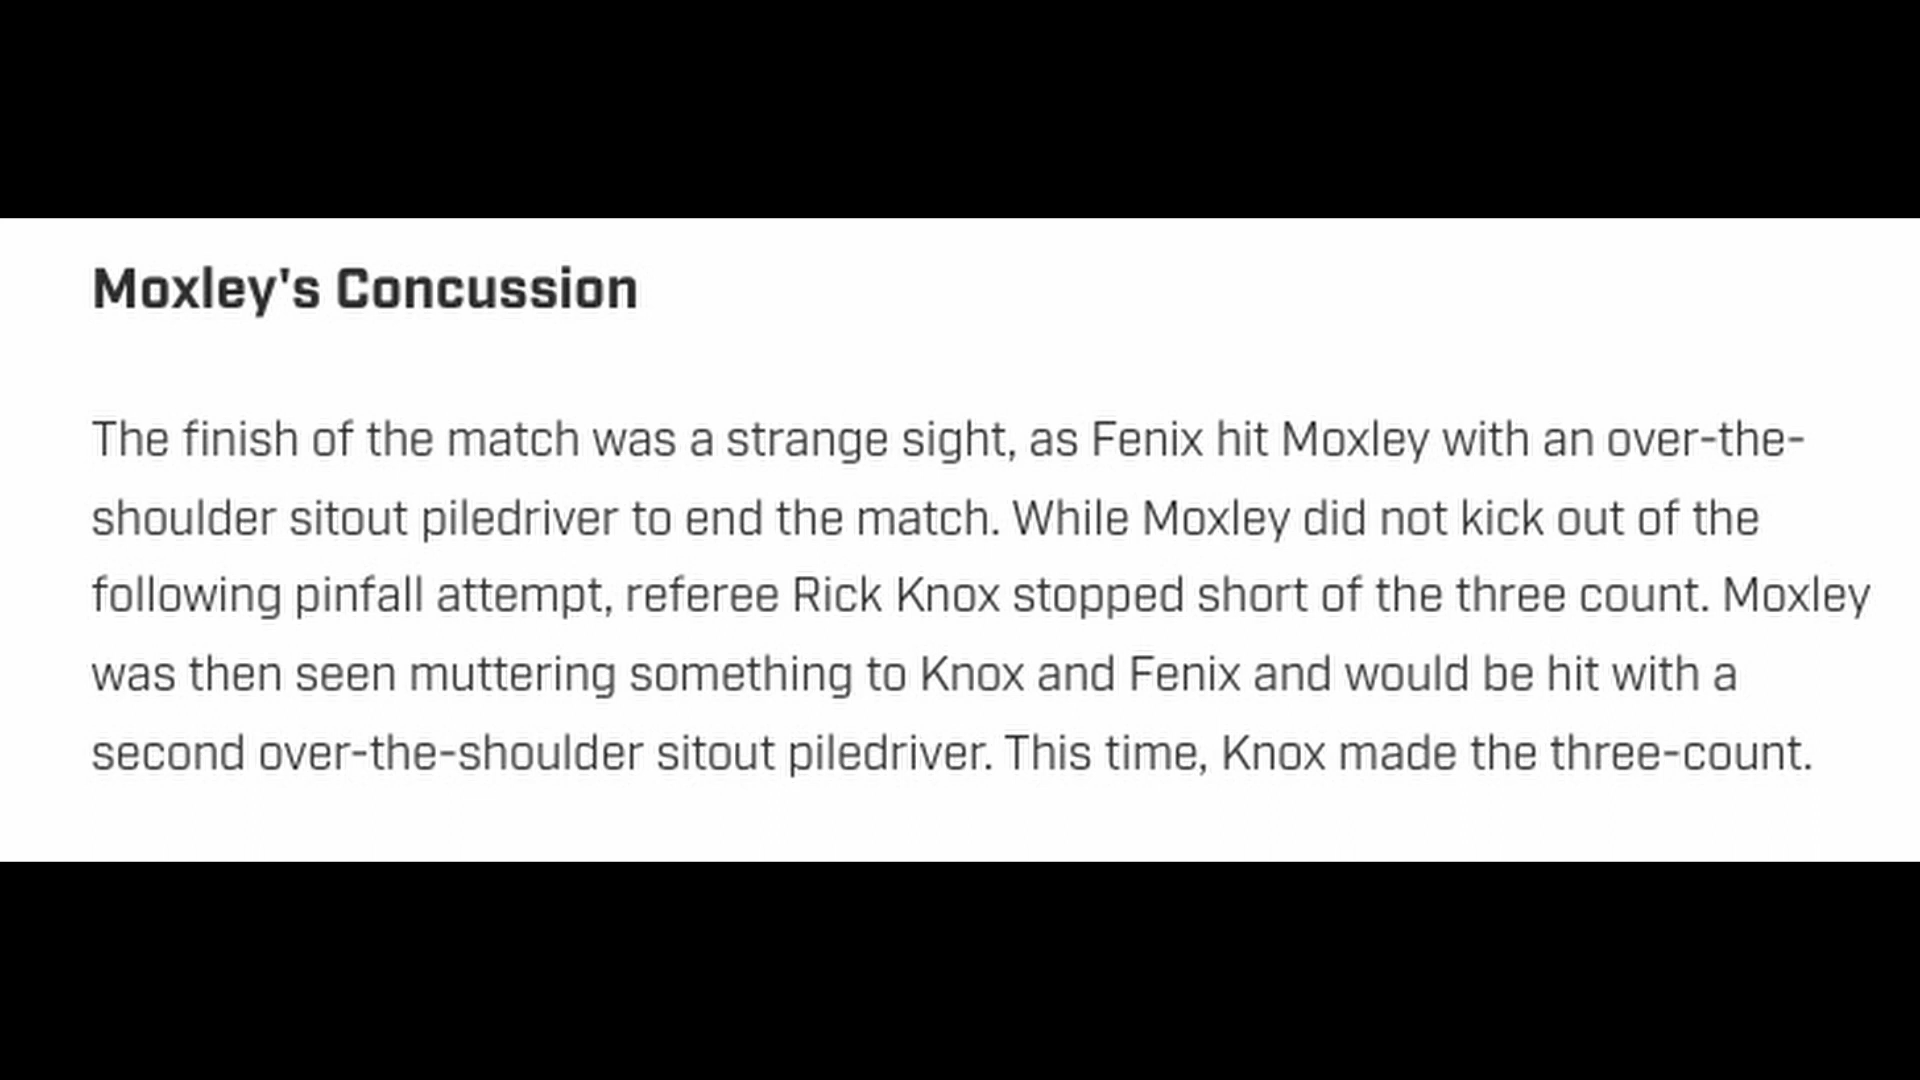 Moxley's Concussion
The finish of the match was a strange sight, as Fenix hit Moxley with an over-the-
shoulder sitout piledriver to end the match. While Moxley did not kick out of the
following pinfall attempt, referee Rick Knox stopped short of the three count. Moxley
was then seen muttering something to Knox and Fenix and would be hit with a
second over-the-shoulder sitout piledriver. This time, Knox made the three-count.